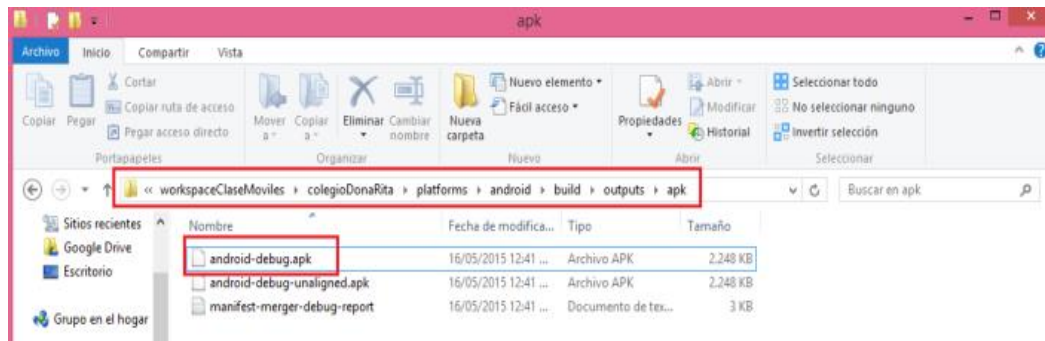 apk
Archivo Inicio Compartir Vista
Copiar
Pegar
Cortar
Copiar ruta de acceso
Pegar acceso directo
Portapapeles
Mover a
Copiar a
Eliminar
Cambiar nombre
Organizar
Nueva carpeta
Nuevo elemento
Fácil acceso
Nuevo
Propiedades
Abrir
Modificar
Historial
Abrir
Seleccionar todo
No seleccionar ninguno
Invertir selección
Seleccionar
« workspaceClaseMoviles ▸ colegioDonaRita ▸ platforms ▸ android ▸ build ▸ outputs ▸ apk
Buscar en apk
Sitios recientes
Google Drive
Escritorio
Grupo en el hogar
Nombre Fecha de modifica... Tipo Tamaño
android-debug.apk 16/05/2015 12:41 ... Archivo APK 2.248 KB
android-debug-unaligned.apk 16/05/2015 12:41 ... Archivo APK 2.248 KB
manifest-merger-debug-report 16/05/2015 12:41 ... Documento de tex... 3 KB